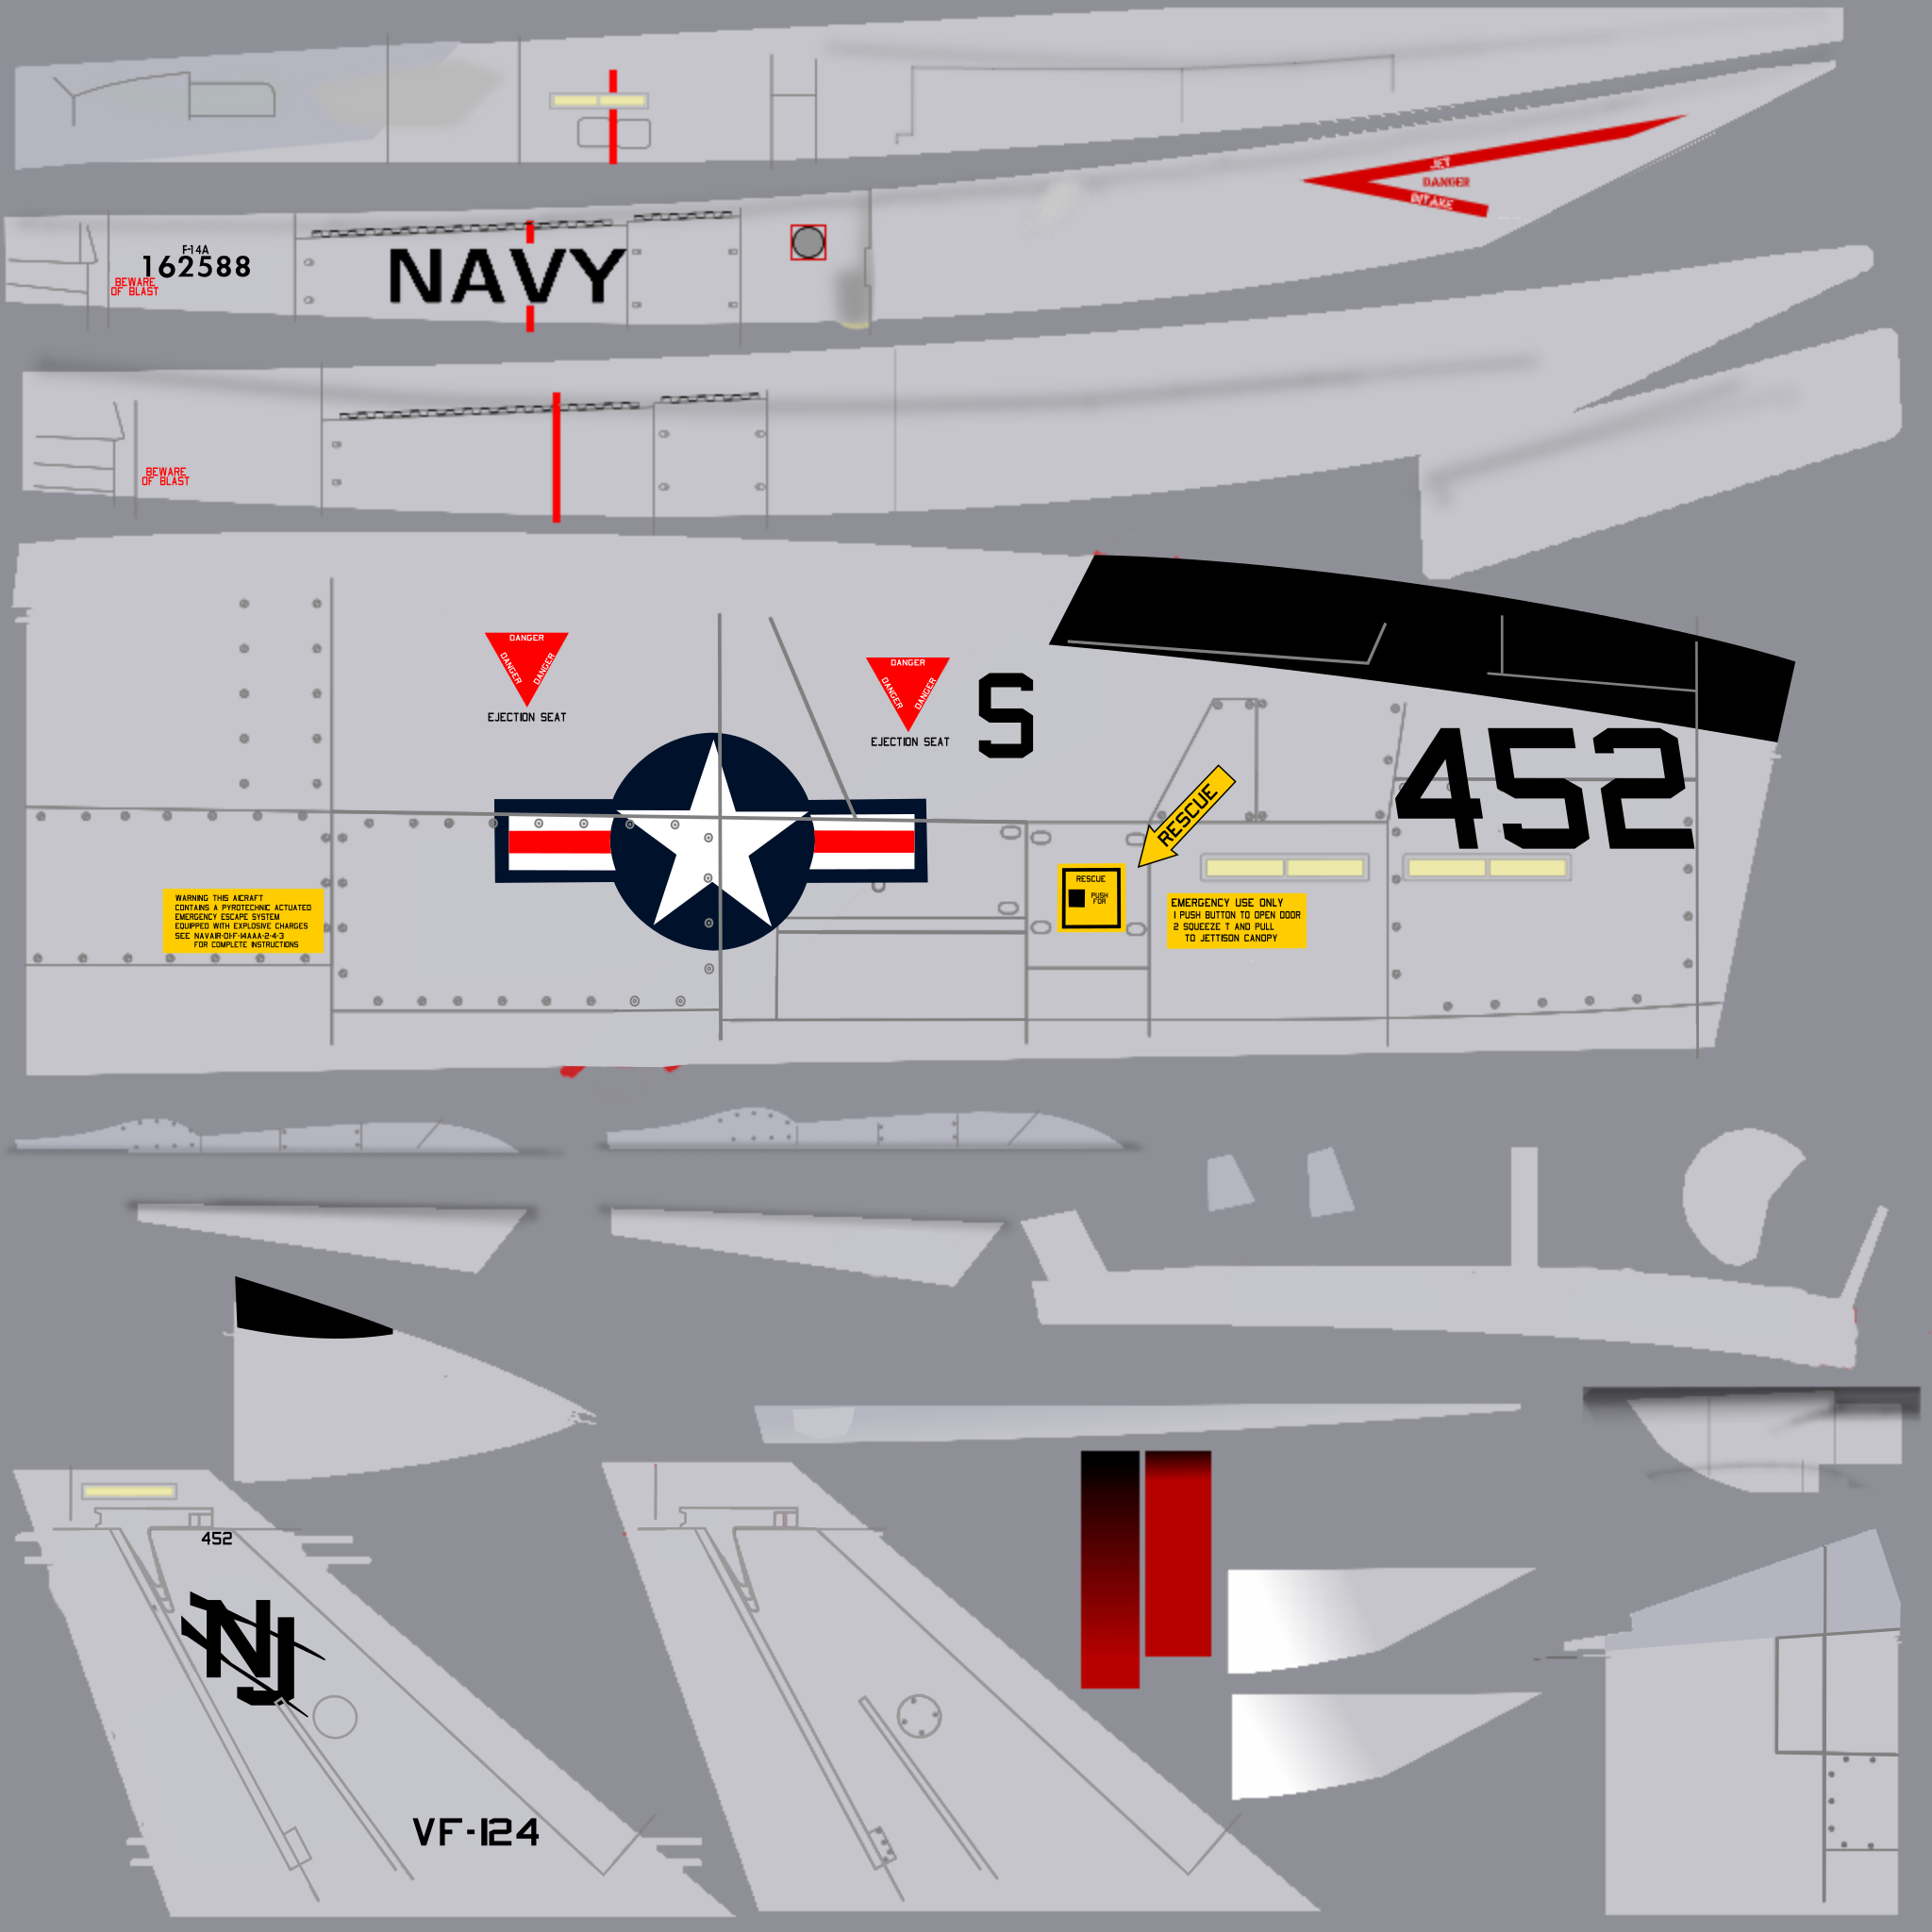 JET
DANGER
INTAKE
F-14A
162588
BEWARE
OF BLAST
NAVY
BEWARE
OF BLAST
DANGER
DANGER
DANGER
EJECTION SEAT
DANGER
DANGER
DANGER
EJECTION SEAT
S
452
RESCUE
RESCUE
PUSH
FOR
WARNING THIS AIRCRAFT
CONTAINS A PYROTECHNIC ACTUATED
EMERGENCY ESCAPE SYSTEM
EQUIPPED WITH EXPLOSIVE CHARGES
SEE NAVAIR-01-F-14AAA-2-4-3
FOR COMPLETE INSTRUCTIONS
EMERGENCY USE ONLY
1 PUSH BUTTON TO OPEN DOOR
2 SQUEEZE T AND PULL
TO JETTISON CANOPY
452
NJ
VF-124